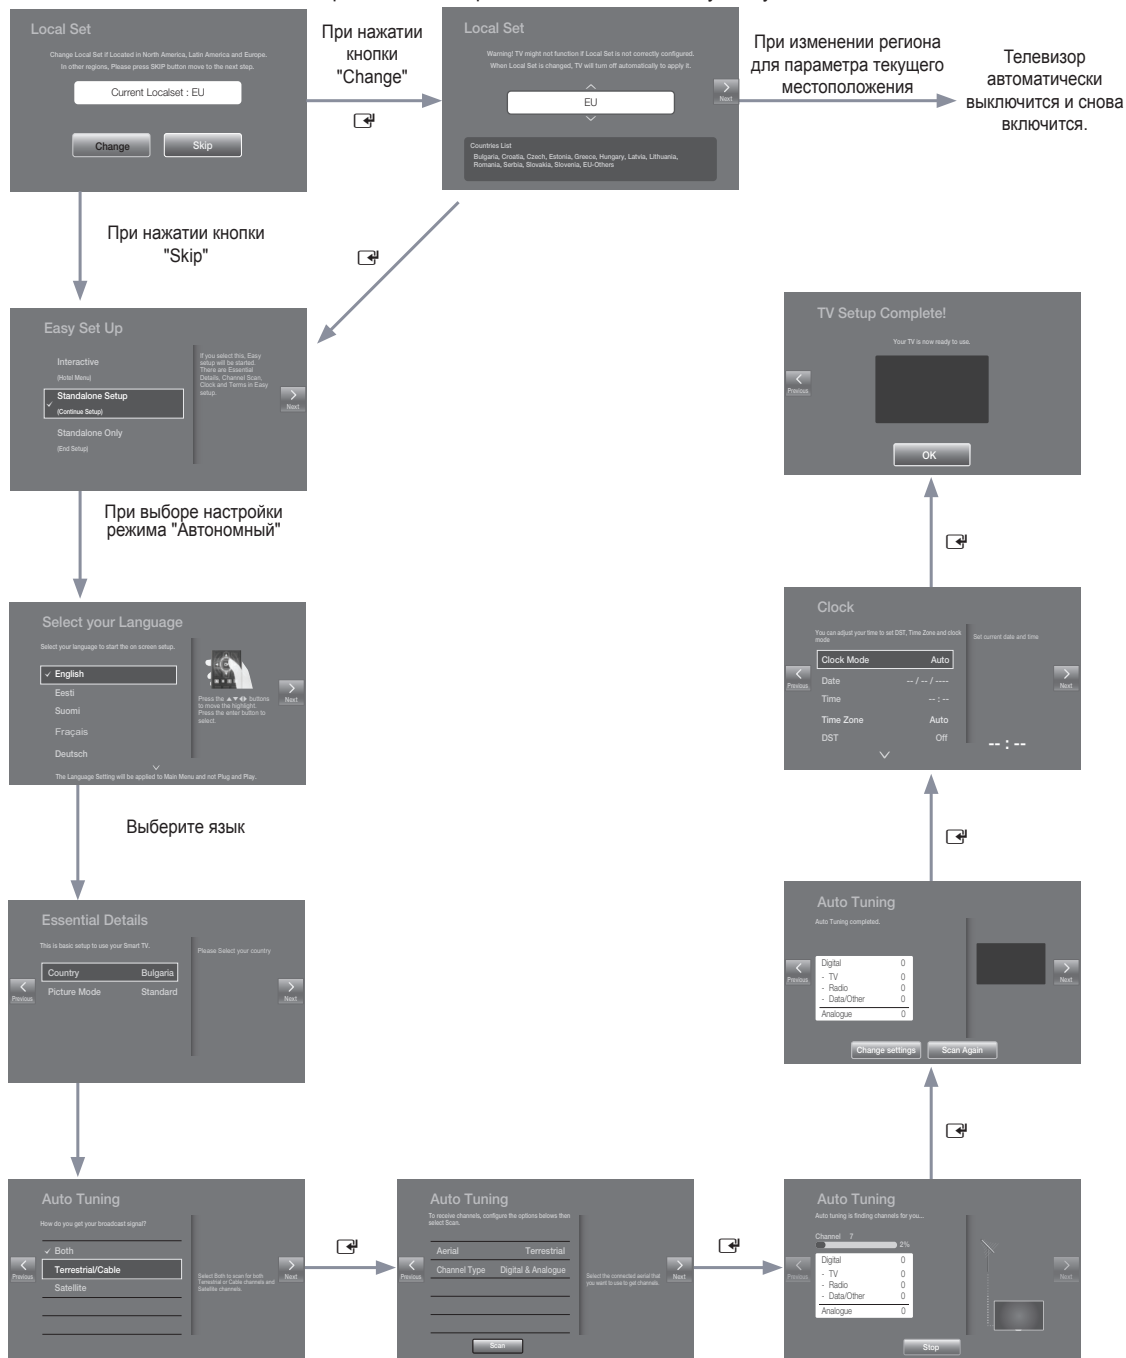 Local Set
Change Local Set if Located in North America, Latin America and Europe.
In other regions, Please press SKIP button move to the next step.
Current Localset : EU
Change
Skip
При нажатии
кнопки
"Change"
Local Set
Warning! TV might not function if Local Set is not correctly configured.
When Local Set is changed, TV will turn off automatically to apply it.
EU
Next
Countries List
Bulgaria, Croatia, Czech, Estonia, Greece, Hungary, Latvia, Lithuania,
Romania, Serbia, Slovakia, Slovenia, EU-Others
При изменении региона
для параметра текущего
местоположения
Телевизор
автоматически
выключится и снова
включится.
При нажатии кнопки
"Skip"
Easy Set Up
Interactive
(Hotel Menu)
Standalone Setup
(Continue Setup)
Standalone Only
(End Setup)
If you select this, Easy
setup will be started.
There are Essential
Details, Channel Scan,
Clock and Terms in Easy
setup.
Next
TV Setup Complete!
Your TV is now ready to use.
Previous
OK
При выборе настройки
режима "Автономный"
Select your Language
Select your language to start the on screen setup.
English
Eesti
Suomi
Fraçais
Deutsch
Press the ▲▼◀▶ buttons
to move the highlight.
Press the enter button to
select.
Next
The Language Setting will be applied to Main Menu and not Plug and Play.
Clock
You can adjust your time to set DST, Time Zone and clock
mode
Set current date and time
Clock Mode Auto
Date -- / -- / ----
Time -- : --
Time Zone Auto
DST Off
-- : --
Previous
Next
Выберите язык
Essential Details
This is basic setup to use your Smart TV.
Please Select your country
Country Bulgaria
Picture Mode Standard
Previous
Next
Auto Tuning
Auto Tuning completed.
Digital 0
- TV 0
- Radio 0
- Data/Other 0
Analogue 0
Previous
Next
Change settings
Scan Again
Auto Tuning
How do you get your broadcast signal?
Both
Terrestrial/Cable
Satellite
Select Both to scan for both
Terrestrial or Cable channels and
Satellite channels.
Previous
Next
Auto Tuning
To receive channels, configure the options belows then
select Scan.
Aerial Terrestrial
Channel Type Digital & Analogue
Select the connected aerial that
you want to use to get channels.
Previous
Next
Scan
Auto Tuning
Auto tuning is finding channels for you...
Channel 7
2%
Digital 0
- TV 0
- Radio 0
- Data/Other 0
Analogue 0
Previous
Next
Stop